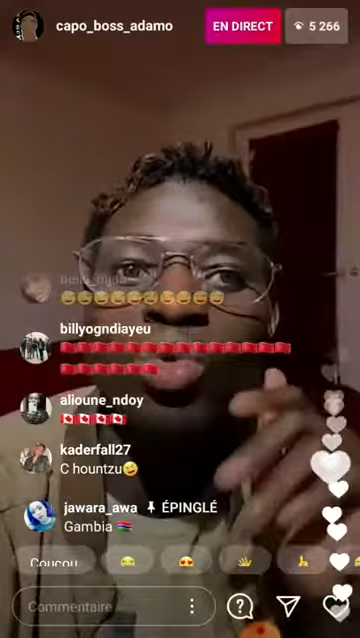 capo_boss_adamo
EN DIRECT
5 266
😅😅😅😅😅😅😅😅😅😅
billyogndiayeu
alioune_ndoy
🇨🇦🇨🇦🇨🇦🇨🇦
kaderfall27
C hountzu🤪
jawara_awa 📌 ÉPINGLÉ
Gambia 🇬🇲
Coucou
Commentaire